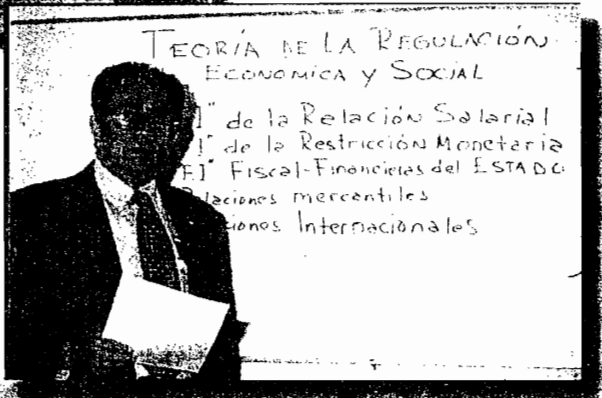 TEORÍA DE LA REGULACIÓN
ECONOMICA Y SOCIAL
]" de la Relación Salarial
]" de la Restricción Monetaria
F]" Fiscal-Financieras del ESTADO
laciones mercantiles
iones Internacionales